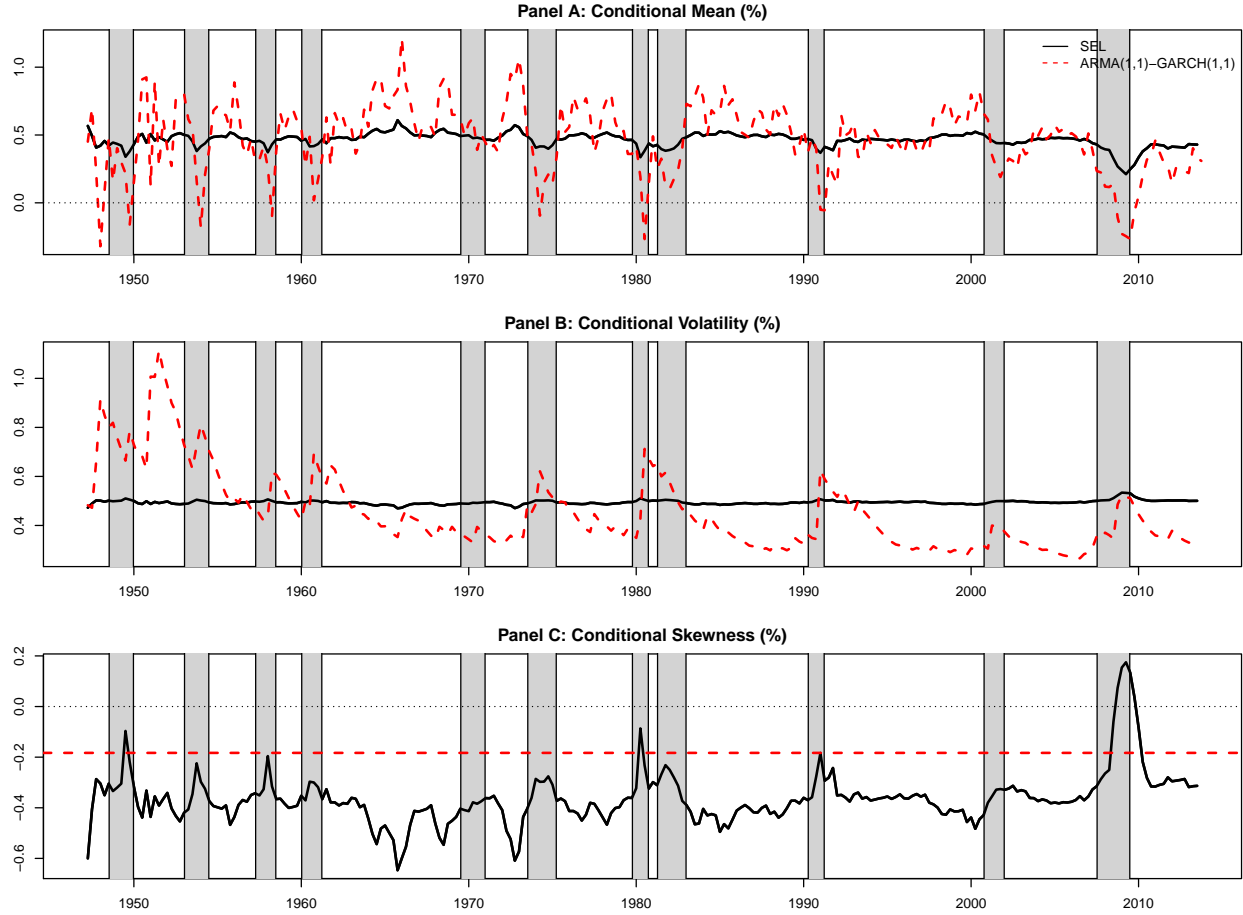 Panel A: Conditional Mean (%)
SEL
ARMA(1,1)−GARCH(1,1)
1.0
0.5
0.0
1950 1960 1970 1980 1990 2000 2010
Panel B: Conditional Volatility (%)
1.0
0.8
0.6
0.4
1950 1960 1970 1980 1990 2000 2010
Panel C: Conditional Skewness (%)
0.2
0.0
−0.2
−0.4
−0.6
1950 1960 1970 1980 1990 2000 2010